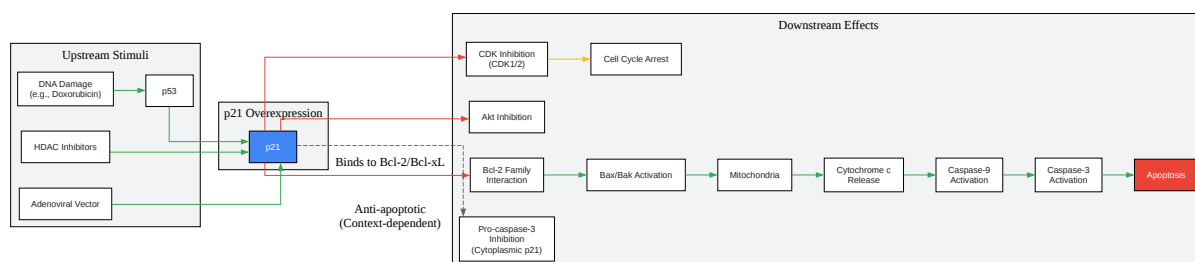 Downstream Effects
Upstream Stimuli
CDK Inhibition
(CDK1/2)
Cell Cycle Arrest
DNA Damage
(e.g., Doxorubicin)
p53
p21 Overexpression
Akt Inhibition
HDAC Inhibitors
p21
Binds to Bcl-2/Bcl-xL
Bcl-2 Family
Interaction
Bax/Bak Activation
Mitochondria
Cytochrome c
Release
Caspase-9
Activation
Caspase-3
Activation
Apoptosis
Adenoviral Vector
Anti-apoptotic
(Context-dependent)
Pro-caspase-3
Inhibition
(Cytoplasmic p21)